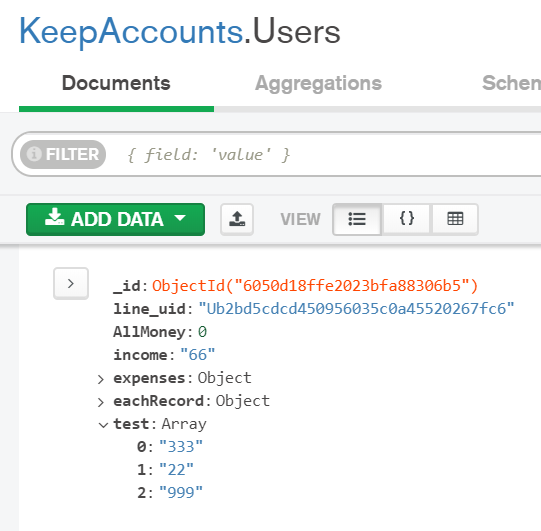 KeepAccounts.Users
Documents Aggregations Schem
FILTER { field: 'value' }
ADD DATA VIEW { }
_id: ObjectId("6050d18ffe2023bfa88306b5")
line_uid: "Ub2bd5cdcd450956035c0a45520267fc6"
AllMoney: 0
income: "66"
expenses: Object
eachRecord: Object
test: Array
0: "333"
1: "22"
2: "999"